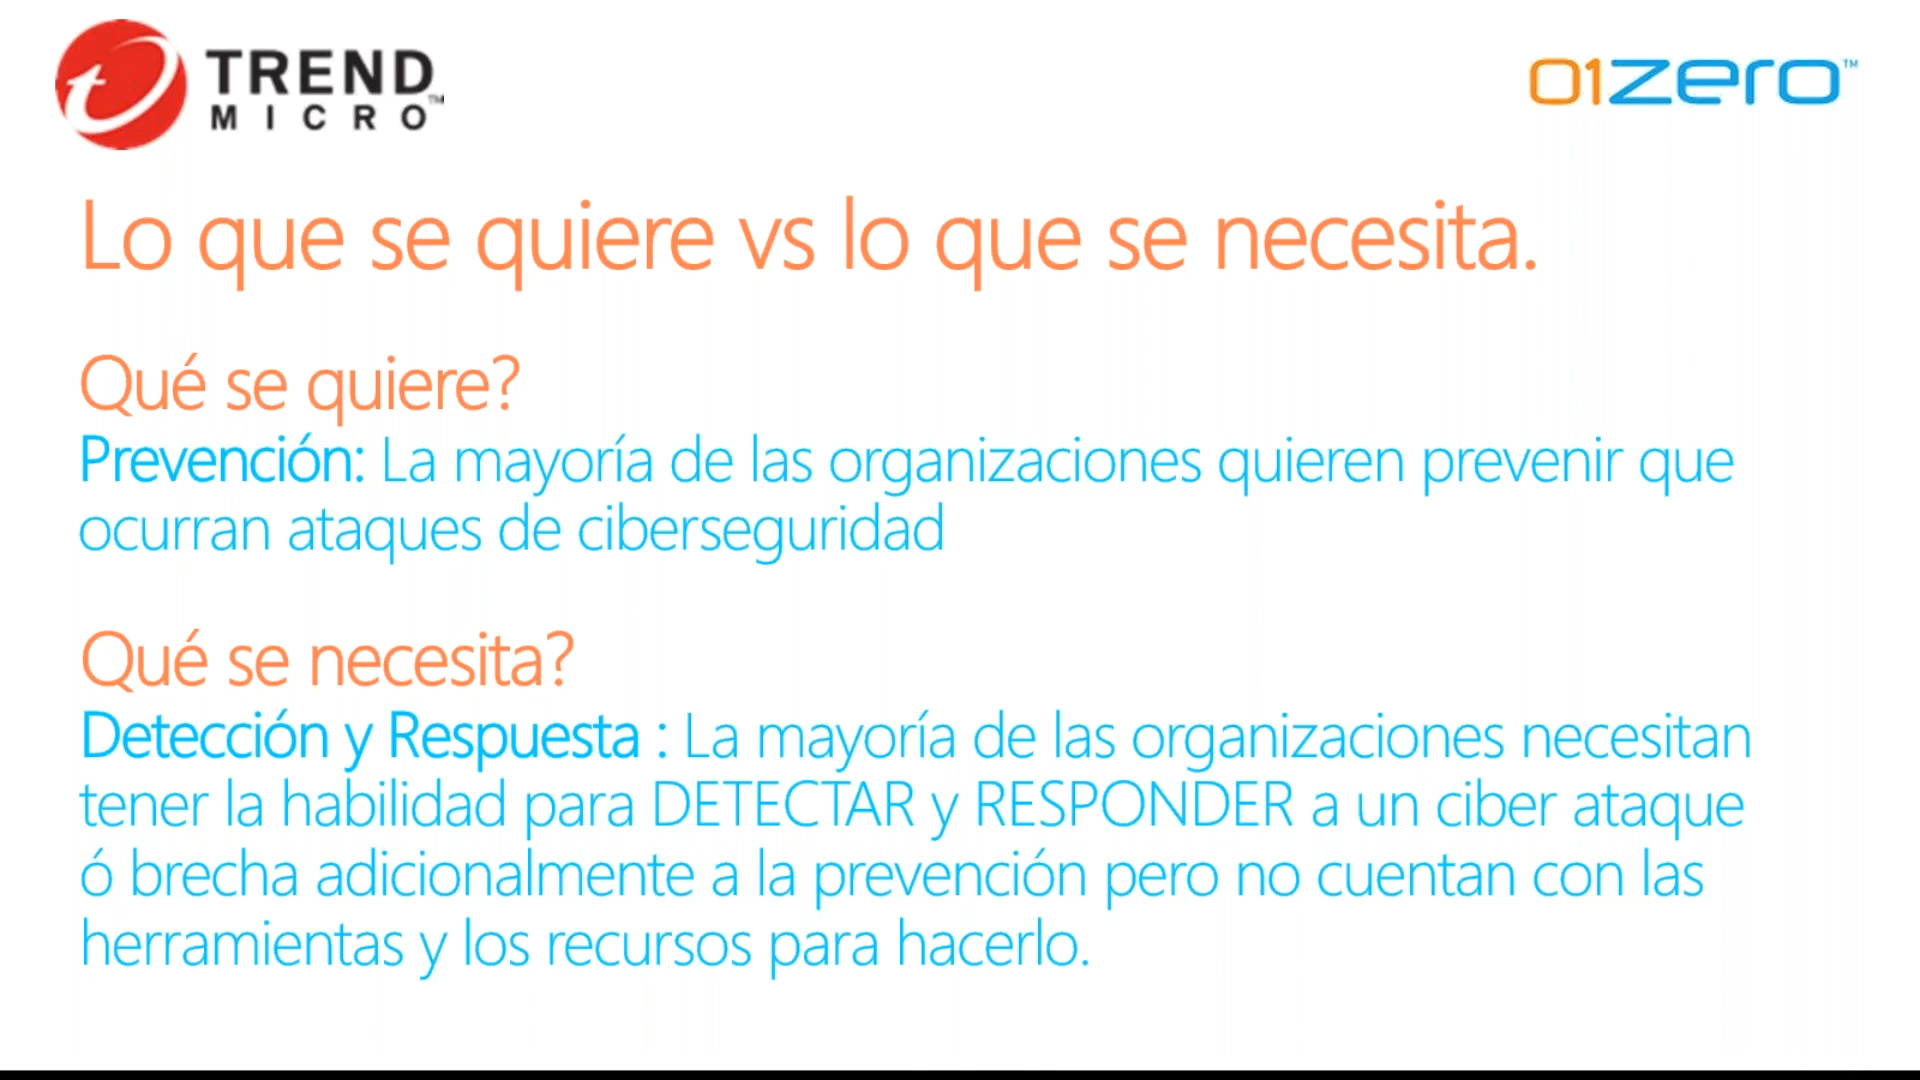 TREND
MICRO™
01zero™
Lo que se quiere vs lo que se necesita.
Qué se quiere?
Prevención: La mayoría de las organizaciones quieren prevenir que
ocurran ataques de ciberseguridad
Qué se necesita?
Detección y Respuesta : La mayoría de las organizaciones necesitan
tener la habilidad para DETECTAR y RESPONDER a un ciber ataque
ó brecha adicionalmente a la prevención pero no cuentan con las
herramientas y los recursos para hacerlo.